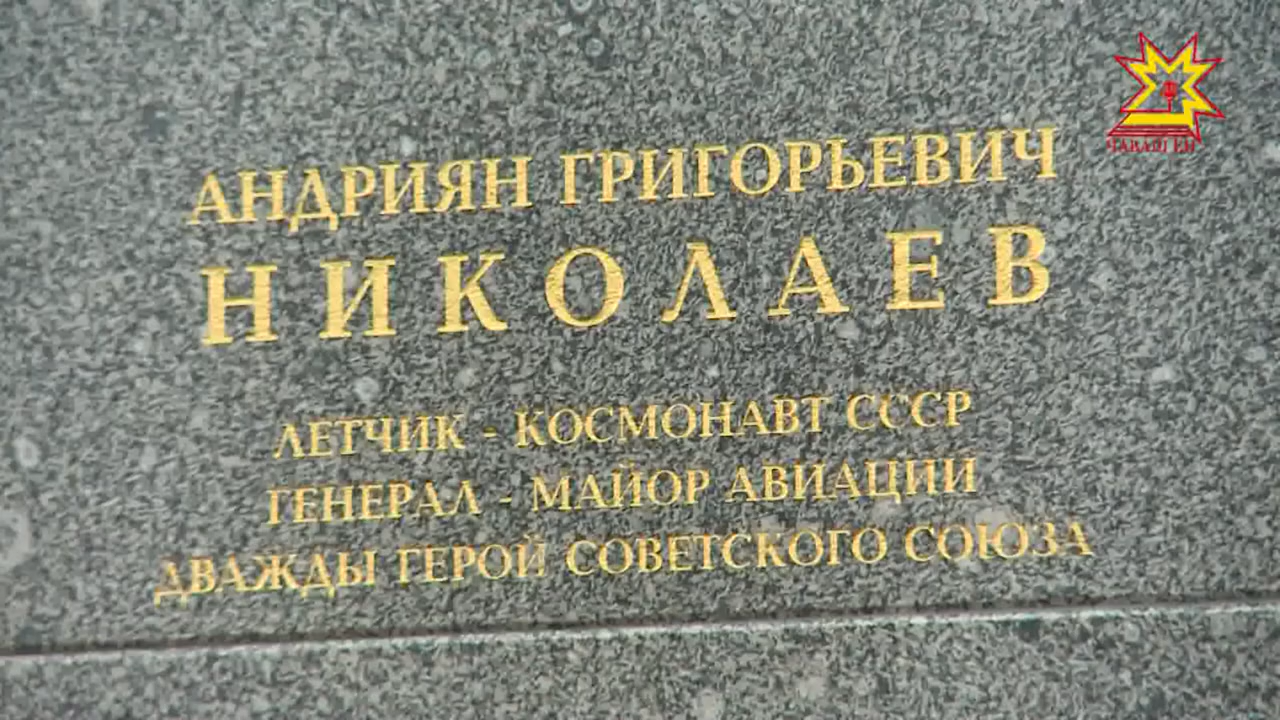 АНДРИЯН ГРИГОРЬЕВИЧ
НИКОЛАЕВ
ЛЕТЧИК - КОСМОНАВТ СССР
ГЕНЕРАЛ - МАЙОР АВИАЦИИ
ДВАЖДЫ ГЕРОЙ СОВЕТСКОГО СОЮЗА